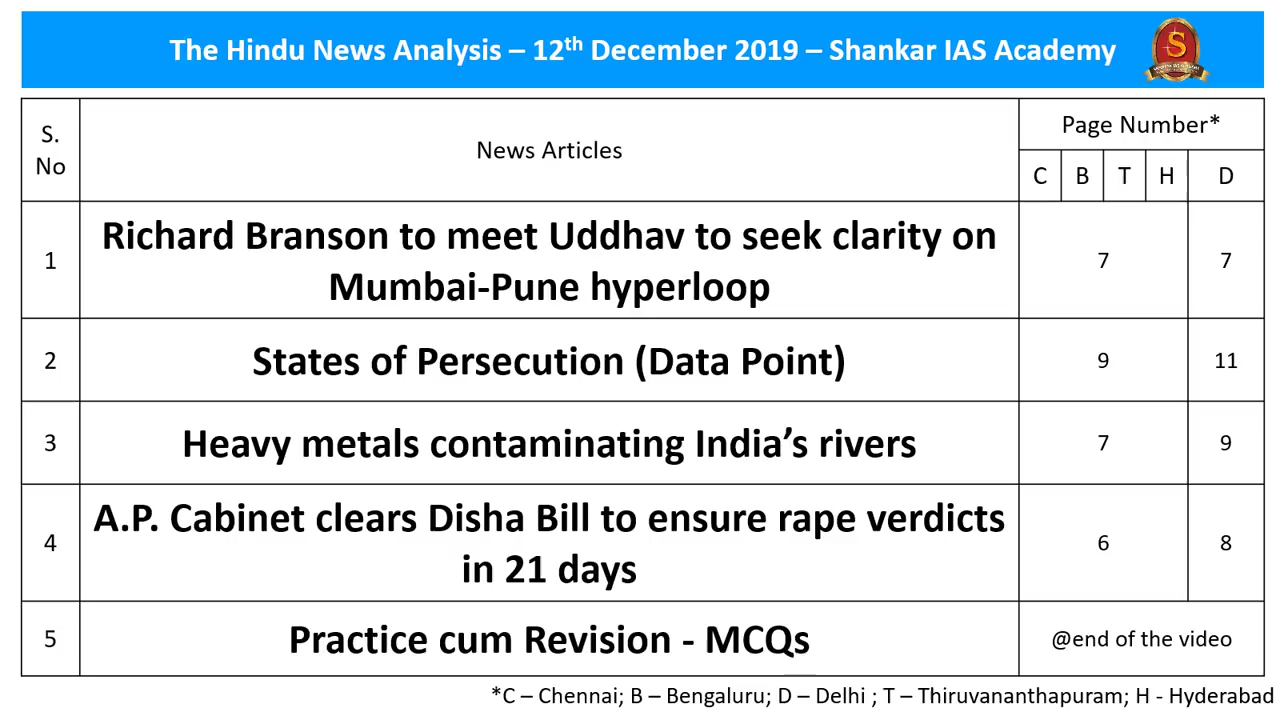 The Hindu News Analysis – 12th December 2019 – Shankar IAS Academy
S
S.
No
News Articles
Page Number*
C B T H D
1
Richard Branson to meet Uddhav to seek clarity on
Mumbai-Pune hyperloop
7 7
2 States of Persecution (Data Point) 9 11
3 Heavy metals contaminating India's rivers 7 9
4
A.P. Cabinet clears Disha Bill to ensure rape verdicts
in 21 days
6 8
5 Practice cum Revision - MCQs @end of the video
*C – Chennai; B – Bengaluru; D – Delhi ; T – Thiruvananthapuram; H - Hyderabad